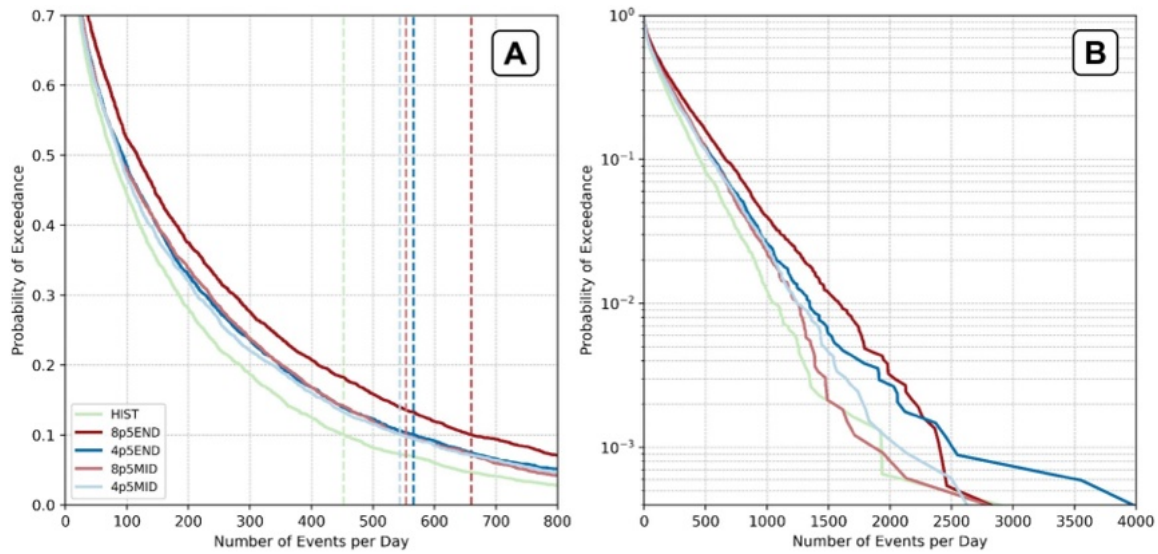 A
Probability of Exceedance
0.7
0.6
0.5
0.4
0.3
0.2
0.1
0.0
HIST
8p5END
4p5END
8p5MID
4p5MID
0 100 200 300 400 500 600 700 800
Number of Events per Day
B
Probability of Exceedance
10⁰
10⁻¹
10⁻²
10⁻³
0 500 1000 1500 2000 2500 3000 3500 4000
Number of Events per Day